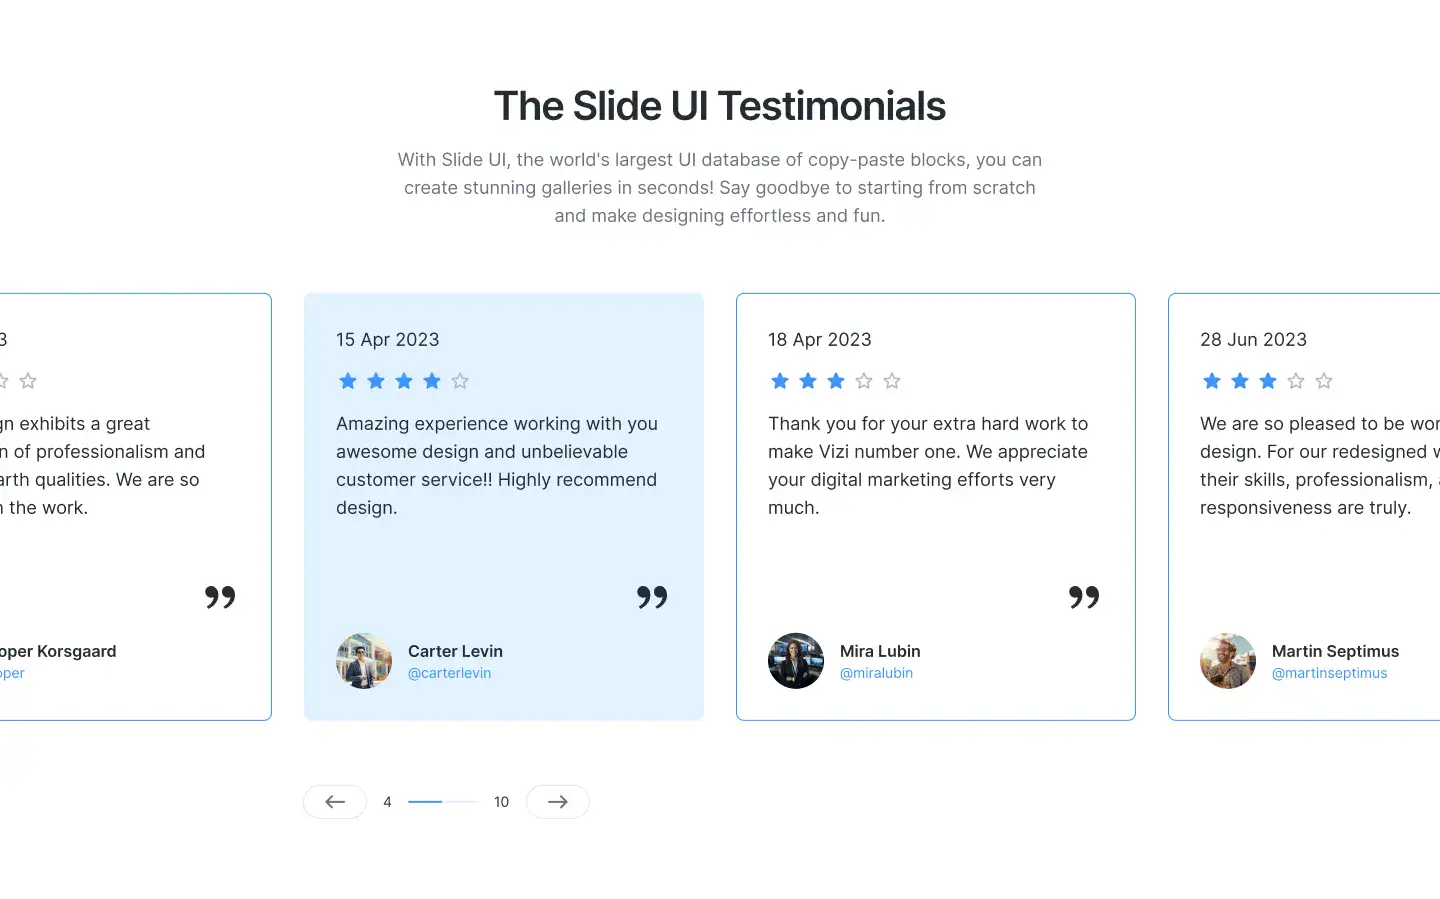 The Slide UI Testimonials
With Slide UI, the world's largest UI database of copy-paste blocks, you can
create stunning galleries in seconds! Say goodbye to starting from scratch
and make designing effortless and fun.
3
exhibits a great
of professionalism and
qualities. We are so
the work.
”
Korsgaard
15 Apr 2023
Amazing experience working with you
awesome design and unbelievable
customer service!! Highly recommend
design.
”
Carter Levin
@carterlevin
18 Apr 2023
Thank you for your extra hard work to
make Vizi number one. We appreciate
your digital marketing efforts very
much.
”
Mira Lubin
@miralubin
28 Jun 2023
We are so pleased to be
design. For our redesigned
their skills, professionalism,
responsiveness are truly.
Martin Septimus
@martinseptimus
4
10